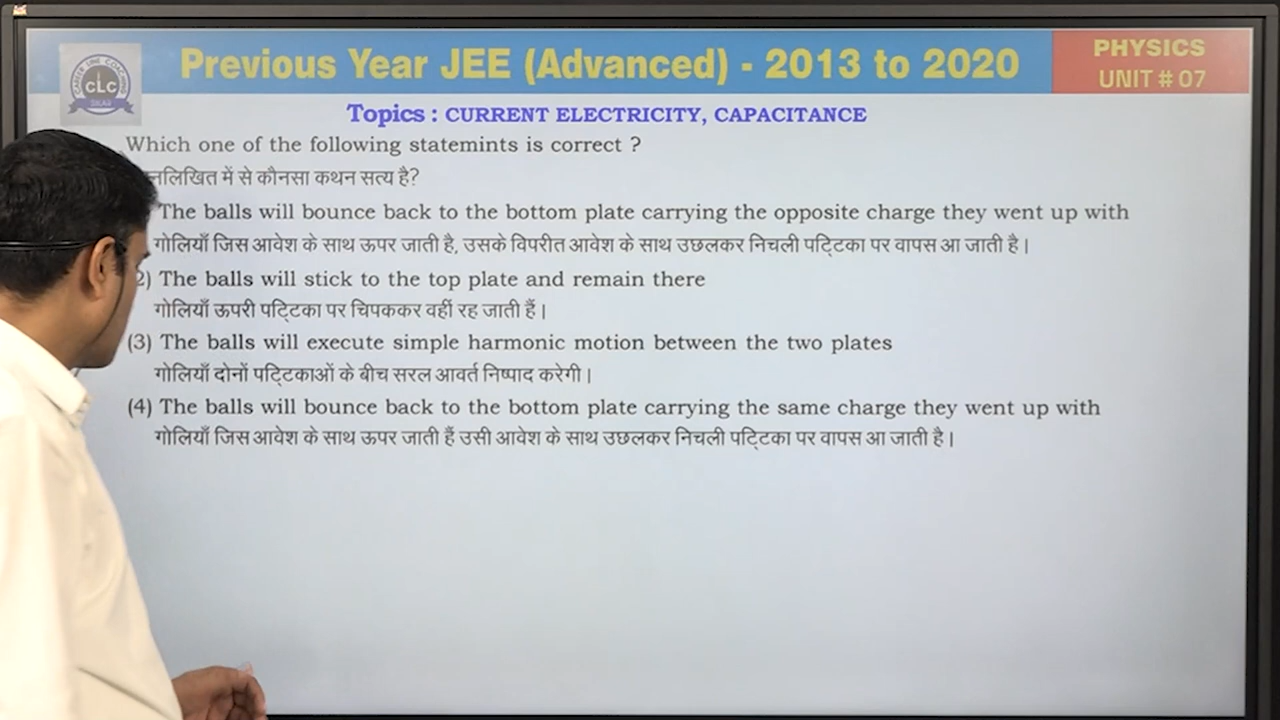 Previous Year JEE (Advanced) - 2013 to 2020
PHYSICS
UNIT # 07
CLC
Topics : CURRENT ELECTRICITY, CAPACITANCE
Which one of the following statemints is correct ?
में से कौनसा कथन सत्य है?
The balls will bounce back to the bottom plate carrying the opposite charge they went up with
गोलियाँ जिस आवेश के साथ ऊपर जाती है, उसके विपरीत आवेश के साथ उछलकर निचली पट्टिका पर वापस आ जाती है।
2) The balls will stick to the top plate and remain there
गोलियाँ ऊपरी पट्टिका पर चिपककर वहीं रह जाती हैं।
(3) The balls will execute simple harmonic motion between the two plates
गोलियाँ दोनों पट्टिकाओं के बीच सरल आवर्त निष्पाद करेगी।
(4) The balls will bounce back to the bottom plate carrying the same charge they went up with
गोलियाँ जिस आवेश के साथ ऊपर जाती हैं उसी आवेश के साथ उछलकर निचली पट्टिका पर वापस आ जाती है।